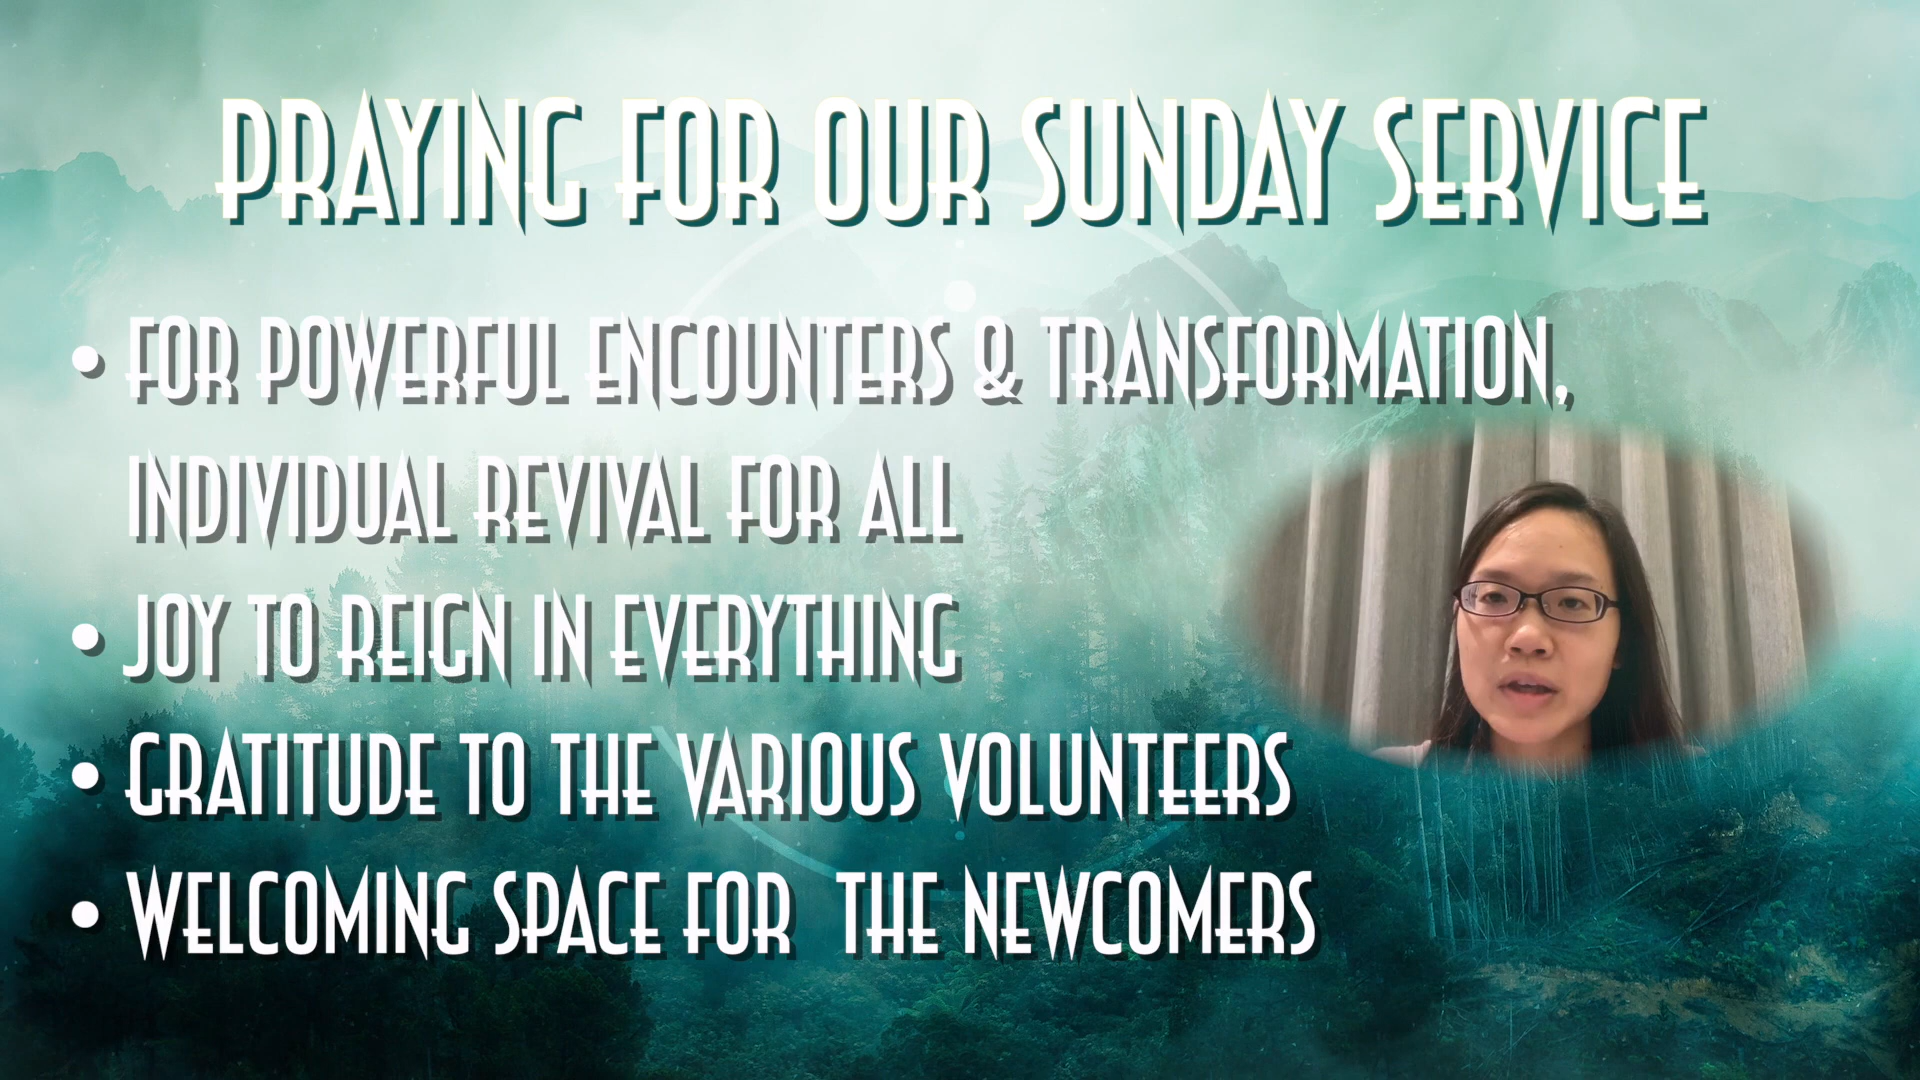 PRAYING FOR OUR SUNDAY SERVICE
• FOR POWERFUL ENCOUNTERS & TRANSFORMATION,
INDIVIDUAL REVIVAL FOR ALL
• JOY TO REIGN IN EVERYTHING
• GRATITUDE TO THE VARIOUS VOLUNTEERS
• WELCOMING SPACE FOR  THE NEWCOMERS